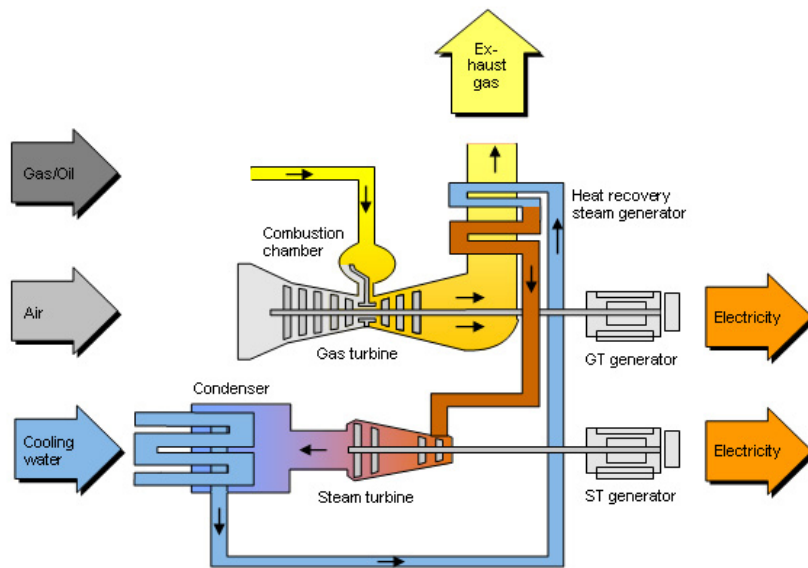 Ex-
haust
gas
Gas/Oil
Heat recovery
steam generator
Combustion
chamber
Air
Gas turbine
GT generator
Electricity
Condenser
Cooling
water
Steam turbine
ST generator
Electricity